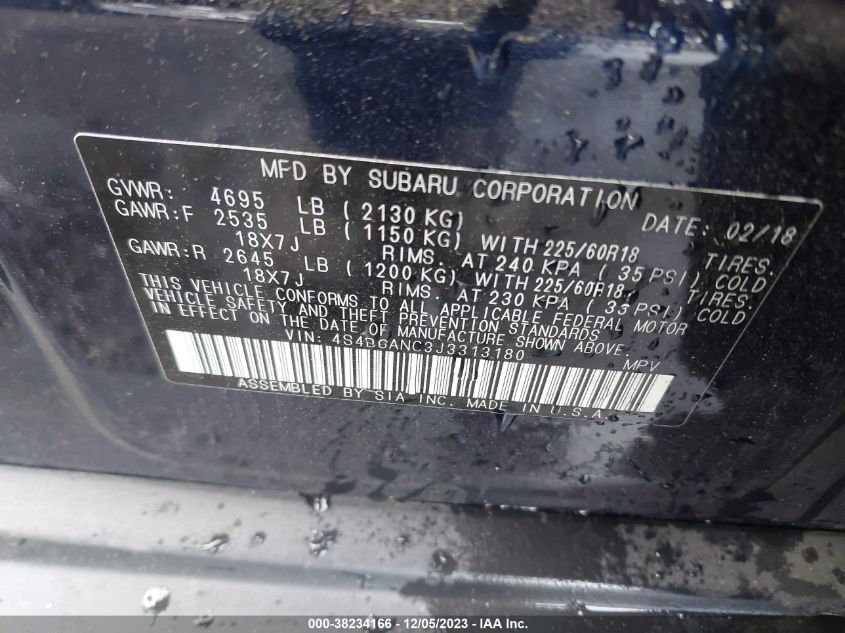 MFD BY SUBARU CORPORATION
GVWR: 4695 LB ( 2130 KG) DATE: 02/18
GAWR:F 2535 LB ( 1150 KG) WITH 225/60R18 TIRES.
18X7J RIMS. AT 240 KPA ( 35 PSI) COLD
GAWR:R 2645 LB ( 1200 KG) WITH 225/60R18 TIRES.
18X7J RIMS. AT 230 KPA ( 33 PSI) COLD
THIS VEHICLE CONFORMS TO ALL APPLICABLE FEDERAL MOTOR
VEHICLE SAFETY AND THEFT PREVENTION STANDARDS
IN EFFECT ON THE DATE OF MANUFACTURE SHOWN ABOVE.
VIN: 4S4BSANC3J3313180 MPV
ASSEMBLED BY SIA INC. MADE IN U.S.A
000-38234166 - 12/05/2023 - IAA Inc.